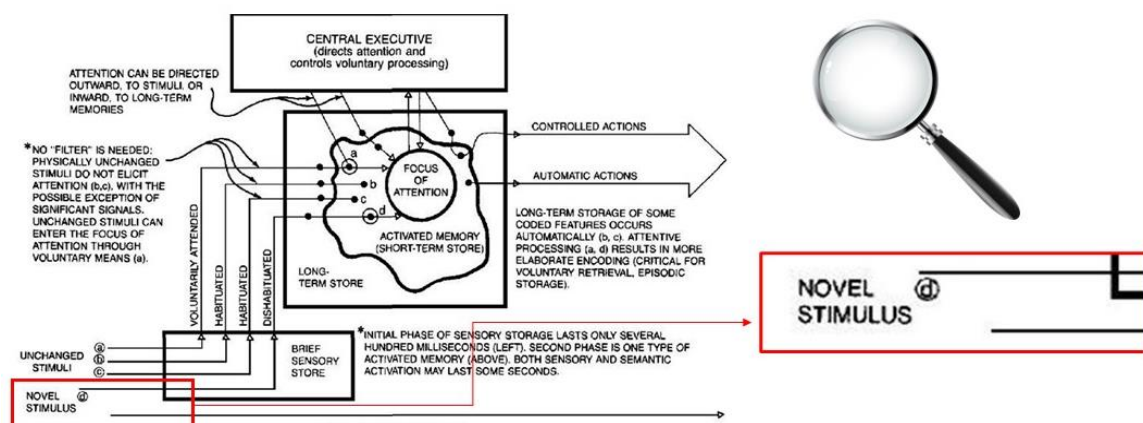 CENTRAL EXECUTIVE
(directs attention and
controls voluntary processing)
ATTENTION CAN BE DIRECTED
OUTWARD, TO STIMULI, OR
INWARD, TO LONG-TERM
MEMORIES
*NO "FILTER" IS NEEDED:
PHYSICALLY UNCHANGED
STIMULI DO NOT ELICIT
ATTENTION (b,c), WITH THE
POSSIBLE EXCEPTION OF
SIGNIFICANT SIGNALS.
UNCHANGED STIMULI CAN
ENTER THE FOCUS OF
ATTENTION THROUGH
VOLUNTARY MEANS (a).
a
b
c
d
FOCUS
OF
ATTENTION
ACTIVATED MEMORY
(SHORT-TERM STORE)
LONG-
TERM STORE
CONTROLLED ACTIONS
AUTOMATIC ACTIONS
LONG-TERM STORAGE OF SOME
CODED FEATURES OCCURS
AUTOMATICALLY (b, c). ATTENTIVE
PROCESSING (a, d) RESULTS IN MORE
ELABORATE ENCODING (CRITICAL FOR
VOLUNTARY RETRIEVAL, EPISODIC
STORAGE).
VOLUNTARILY ATTENDED
HABITUATED
HABITUATED
DISHABITUATED
*INITIAL PHASE OF SENSORY STORAGE LASTS ONLY SEVERAL
HUNDRED MILLISECONDS (LEFT). SECOND PHASE IS ONE TYPE OF
ACTIVATED MEMORY (ABOVE). BOTH SENSORY AND SEMANTIC
ACTIVATION MAY LAST SOME SECONDS.
BRIEF
SENSORY
STORE
UNCHANGED
STIMULI
a
b
c
NOVEL d
STIMULUS
NOVEL d
STIMULUS